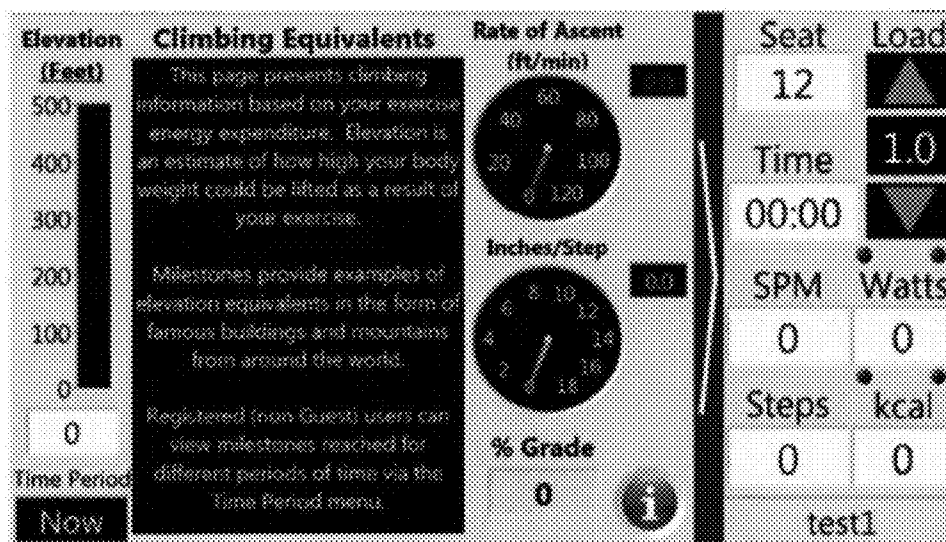 Elevation
(Feet)
500
400
300
200
100
0
0
Time Period
Now
Climbing Equivalents
This page presents climbing
information based on your exercise
energy expenditure. Elevation is
an estimate of how high your body
weight could be lifted as a result of
your exercise.
Milestones provide examples of
elevation equivalents in the form of
famous buildings and mountains
from around the world.
Registered (non Guest) users can
view milestones reached for
different periods of time via the
Time Period menu.
Rate of Ascent
(ft/min)
0 20 40 60 80 100 120
Inches/Step
0.0
0 2 4 6 8 10 12 14 16 18
% Grade
0
i
Seat Load
12
1.0
Time
00:00
SPM Watts
0 0
Steps kcal
0 0
test1